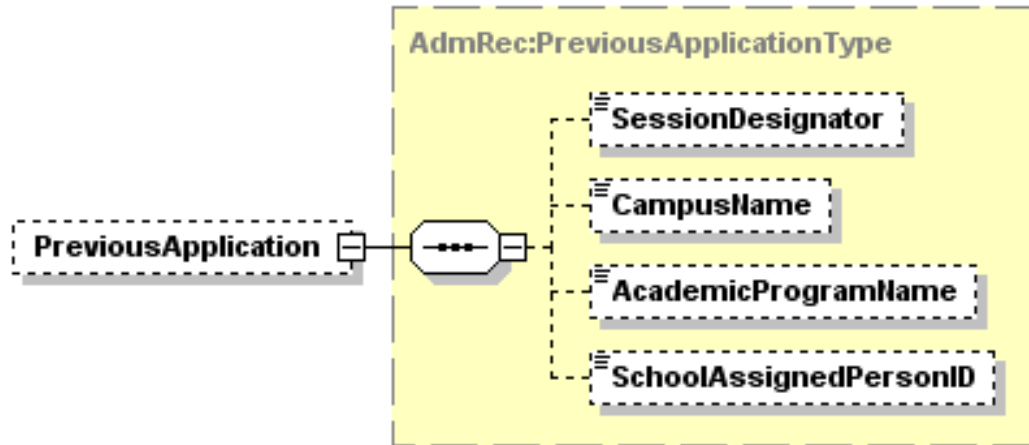 AdmRec:PreviousApplicationType
SessionDesignator
CampusName
PreviousApplication
AcademicProgramName
SchoolAssignedPersonID